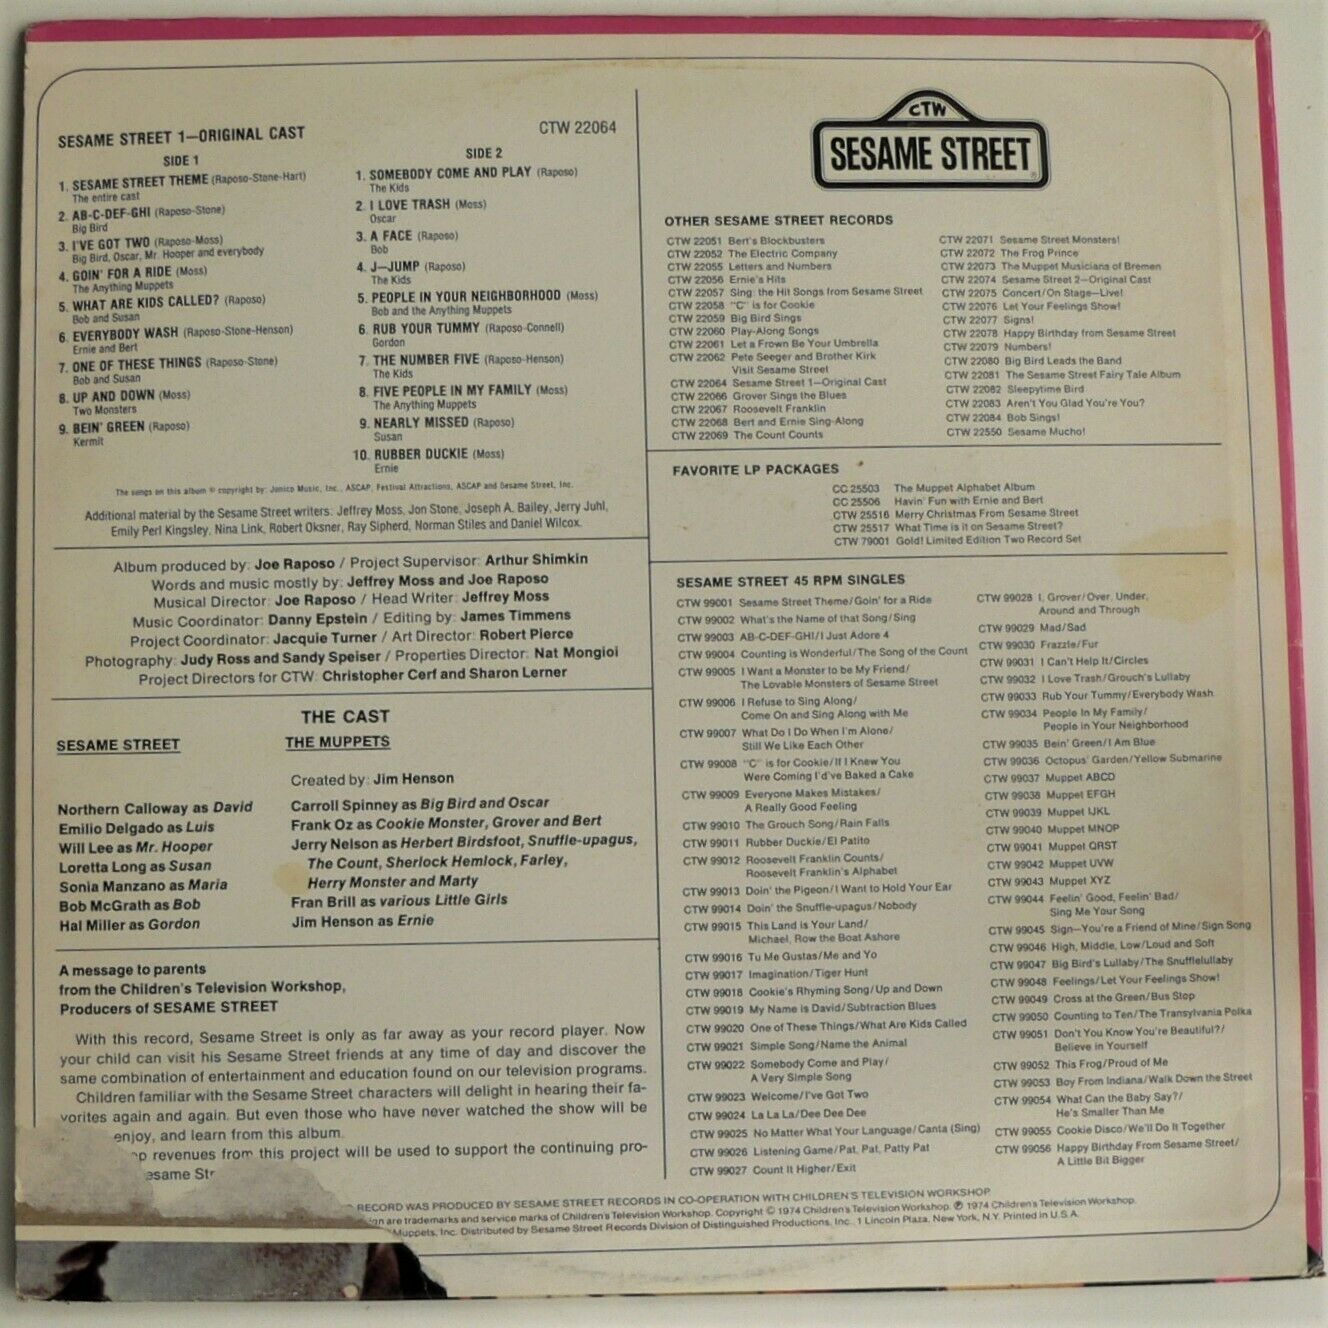 SESAME STREET 1—ORIGINAL CAST
CTW 22064
SIDE 1
1. SESAME STREET THEME (Raposo-Stone-Hart)
The entire cast
2. AB-C-DEF-GHI (Raposo-Stone)
Big Bird
3. I'VE GOT TWO (Raposo-Moss)
Big Bird, Oscar, Mr. Hooper and everybody
4. GOIN' FOR A RIDE (Moss)
The Anything Muppets
5. WHAT ARE KIDS CALLED? (Raposo)
Bob and Susan
6. EVERYBODY WASH (Raposo-Stone-Henson)
Ernie and Bert
7. ONE OF THESE THINGS (Raposo-Stone)
Bob and Susan
8. UP AND DOWN (Moss)
Two Monsters
9. BEIN' GREEN (Raposo)
Kermit
SIDE 2
1. SOMEBODY COME AND PLAY (Raposo)
The Kids
2. I LOVE TRASH (Moss)
Oscar
3. A FACE (Raposo)
Bob
4. J—JUMP (Raposo)
The Kids
5. PEOPLE IN YOUR NEIGHBORHOOD (Moss)
Bob and the Anything Muppets
6. RUB YOUR TUMMY (Raposo-Connell)
Gordon
7. THE NUMBER FIVE (Raposo-Henson)
The Kids
8. FIVE PEOPLE IN MY FAMILY (Moss)
The Anything Muppets
9. NEARLY MISSED (Raposo)
Susan
10. RUBBER DUCKIE (Moss)
Ernie
The songs on this album © copyright by: Jonico Music, Inc., ASCAP, Festival Attractions, ASCAP and Sesame Street, Inc.
Additional material by the Sesame Street writers: Jeffrey Moss, Jon Stone, Joseph A. Bailey, Jerry Juhl,
Emily Perl Kingsley, Nina Link, Robert Oksner, Ray Sipherd, Norman Stiles and Daniel Wilcox.
Album produced by: Joe Raposo / Project Supervisor: Arthur Shimkin
Words and music mostly by: Jeffrey Moss and Joe Raposo
Musical Director: Joe Raposo / Head Writer: Jeffrey Moss
Music Coordinator: Danny Epstein / Editing by: James Timmens
Project Coordinator: Jacquie Turner / Art Director: Robert Pierce
Photography: Judy Ross and Sandy Speiser / Properties Director: Nat Mongioi
Project Directors for CTW: Christopher Cerf and Sharon Lerner
THE CAST
SESAME STREET
Northern Calloway as David
Emilio Delgado as Luis
Will Lee as Mr. Hooper
Loretta Long as Susan
Sonia Manzano as Maria
Bob McGrath as Bob
Hal Miller as Gordon
THE MUPPETS
Created by: Jim Henson
Carroll Spinney as Big Bird and Oscar
Frank Oz as Cookie Monster, Grover and Bert
Jerry Nelson as Herbert Birdsfoot, Snuffle-upagus,
The Count, Sherlock Hemlock, Farley,
Herry Monster and Marty
Fran Brill as various Little Girls
Jim Henson as Ernie
A message to parents
from the Children's Television Workshop,
Producers of SESAME STREET
With this record, Sesame Street is only as far away as your record player. Now
your child can visit his Sesame Street friends at any time of day and discover the
same combination of entertainment and education found on our television programs.
Children familiar with the Sesame Street characters will delight in hearing their fa-
vorites again and again. But even those who have never watched the show will be
enjoy, and learn from this album.
op revenues from this project will be used to support the continuing pro-
esame Str
CTW
SESAME STREET®
OTHER SESAME STREET RECORDS
CTW 22051 Bert's Blockbusters
CTW 22052 The Electric Company
CTW 22055 Letters and Numbers
CTW 22056 Ernie's Hits
CTW 22057 Sing: the Hit Songs from Sesame Street
CTW 22058 "C" is for Cookie
CTW 22059 Big Bird Sings
CTW 22060 Play-Along Songs
CTW 22061 Let a Frown Be Your Umbrella
CTW 22062 Pete Seeger and Brother Kirk
Visit Sesame Street
CTW 22064 Sesame Street 1—Original Cast
CTW 22066 Grover Sings the Blues
CTW 22067 Roosevelt Franklin
CTW 22068 Bert and Ernie Sing-Along
CTW 22069 The Count Counts
CTW 22071 Sesame Street Monsters!
CTW 22072 The Frog Prince
CTW 22073 The Muppet Musicians of Bremen
CTW 22074 Sesame Street 2—Original Cast
CTW 22075 Concert/On Stage—Live!
CTW 22076 Let Your Feelings Show!
CTW 22077 Signs!
CTW 22078 Happy Birthday from Sesame Street
CTW 22079 Numbers!
CTW 22080 Big Bird Leads the Band
CTW 22081 The Sesame Street Fairy Tale Album
CTW 22082 Sleepytime Bird
CTW 22083 Aren't You Glad You're You?
CTW 22084 Bob Sings!
CTW 22550 Sesame Mucho!
FAVORITE LP PACKAGES
CC 25503 The Muppet Alphabet Album
CC 25506 Havin' Fun with Ernie and Bert
CTW 25516 Merry Christmas From Sesame Street
CTW 25517 What Time is it on Sesame Street?
CTW 79001 Gold! Limited Edition Two Record Set
SESAME STREET 45 RPM SINGLES
CTW 99001 Sesame Street Theme/Goin' for a Ride
CTW 99002 What's the Name of that Song/Sing
CTW 99003 AB-C-DEF-GHI/I Just Adore 4
CTW 99004 Counting is Wonderful/The Song of the Count
CTW 99005 I Want a Monster to be My Friend/
The Lovable Monsters of Sesame Street
CTW 99006 I Refuse to Sing Along/
Come On and Sing Along with Me
CTW 99007 What Do I Do When I'm Alone/
Still We Like Each Other
CTW 99008 "C" is for Cookie/If I Knew You
Were Coming I'd've Baked a Cake
CTW 99009 Everyone Makes Mistakes/
A Really Good Feeling
CTW 99010 The Grouch Song/Rain Falls
CTW 99011 Rubber Duckie/El Patito
CTW 99012 Roosevelt Franklin Counts/
Roosevelt Franklin's Alphabet
CTW 99013 Doin' the Pigeon/I Want to Hold Your Ear
CTW 99014 Doin' the Snuffle-upagus/Nobody
CTW 99015 This Land is Your Land/
Michael, Row the Boat Ashore
CTW 99016 Tu Me Gustas/Me and Yo
CTW 99017 Imagination/Tiger Hunt
CTW 99018 Cookie's Rhyming Song/Up and Down
CTW 99019 My Name is David/Subtraction Blues
CTW 99020 One of These Things/What Are Kids Called
CTW 99021 Simple Song/Name the Animal
CTW 99022 Somebody Come and Play/
A Very Simple Song
CTW 99023 Welcome/I've Got Two
CTW 99024 La La La/Dee Dee Dee
CTW 99025 No Matter What Your Language/Canta (Sing)
CTW 99026 Listening Game/Pat, Pat, Patty Pat
CTW 99027 Count It Higher/Exit
CTW 99028 I, Grover/Over, Under,
Around and Through
CTW 99029 Mad/Sad
CTW 99030 Frazzle/Fur
CTW 99031 I Can't Help It/Circles
CTW 99032 I Love Trash/Grouch's Lullaby
CTW 99033 Rub Your Tummy/Everybody Wash
CTW 99034 People In My Family/
People in Your Neighborhood
CTW 99035 Bein' Green/I Am Blue
CTW 99036 Octopus' Garden/Yellow Submarine
CTW 99037 Muppet ABCD
CTW 99038 Muppet EFGH
CTW 99039 Muppet IJKL
CTW 99040 Muppet MNOP
CTW 99041 Muppet QRST
CTW 99042 Muppet UVW
CTW 99043 Muppet XYZ
CTW 99044 Feelin' Good, Feelin' Bad/
Sing Me Your Song
CTW 99045 Sign—You're a Friend of Mine/Sign Song
CTW 99046 High, Middle, Low/Loud and Soft
CTW 99047 Big Bird's Lullaby/The Snufflelullaby
CTW 99048 Feelings/Let Your Feelings Show!
CTW 99049 Cross at the Green/Bus Stop
CTW 99050 Counting to Ten/The Transylvania Polka
CTW 99051 Don't You Know You're Beautiful?/
Believe in Yourself
CTW 99052 This Frog/Proud of Me
CTW 99053 Boy From Indiana/Walk Down the Street
CTW 99054 What Can the Baby Say?/
He's Smaller Than Me
CTW 99055 Cookie Disco/We'll Do It Together
CTW 99056 Happy Birthday From Sesame Street/
A Little Bit Bigger
RECORD WAS PRODUCED BY SESAME STREET RECORDS IN CO-OPERATION WITH CHILDREN'S TELEVISION WORKSHOP.
ign are trademarks and service marks of Children's Television Workshop. Copyright © 1974 Children's Television Workshop. ℗ 1974 Children's Television Workshop.
Muppets, Inc. Distributed by Sesame Street Records Division of Distinguished Productions, Inc., 1 Lincoln Plaza, New York, N.Y. Printed in U.S.A.